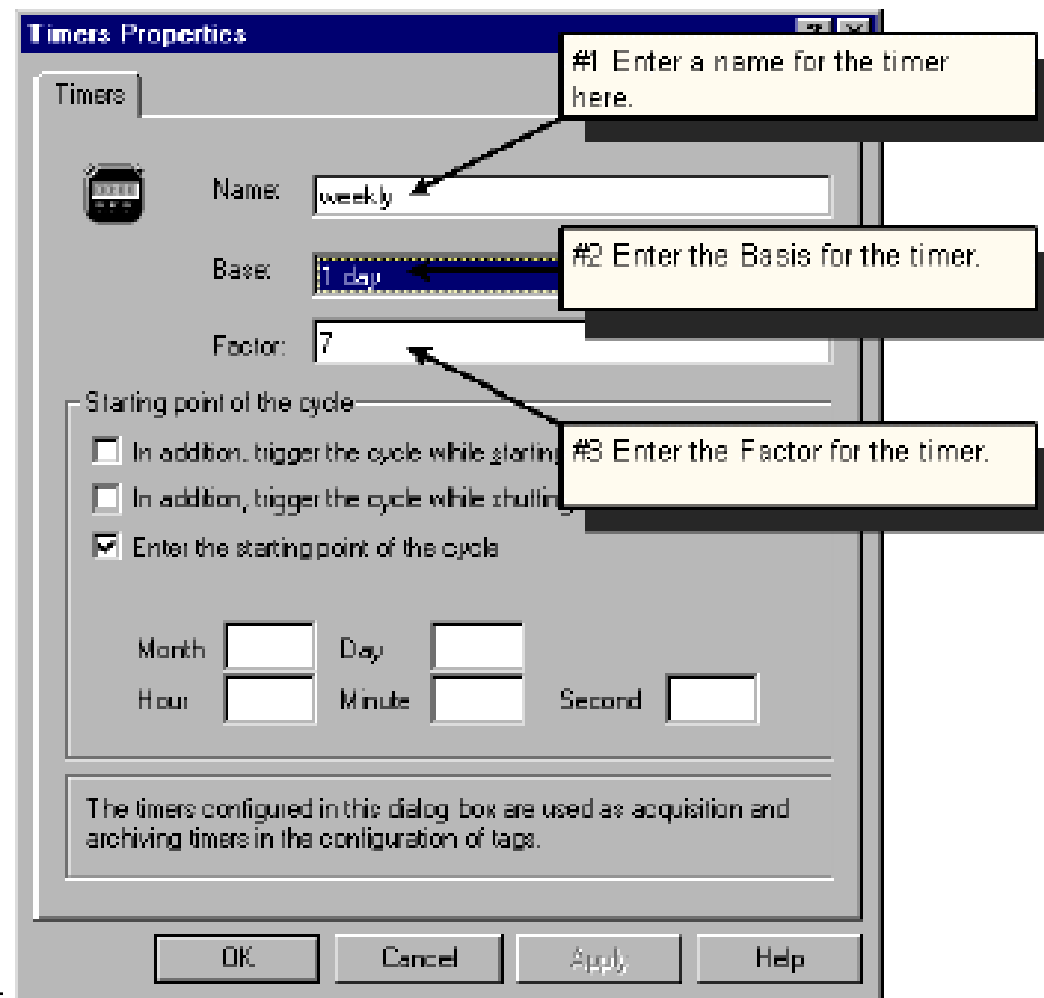 Timers Properties
#1 Enter a name for the timer
here.
Timers
Name:
weekly
Base:
1 day
#2 Enter the Basis for the timer.
Factor:
7
Starting point of the cycle
In addition, trigger the cycle while starting
#3 Enter the Factor for the timer.
In addition, trigger the cycle while shutting
Enter the starting point of the cycle
Month
Day
Hour
Minute
Second
The timers configured in this dialog box are used as acquisition and
archiving timers in the configuration of tags.
OK
Cancel
Apply
Help